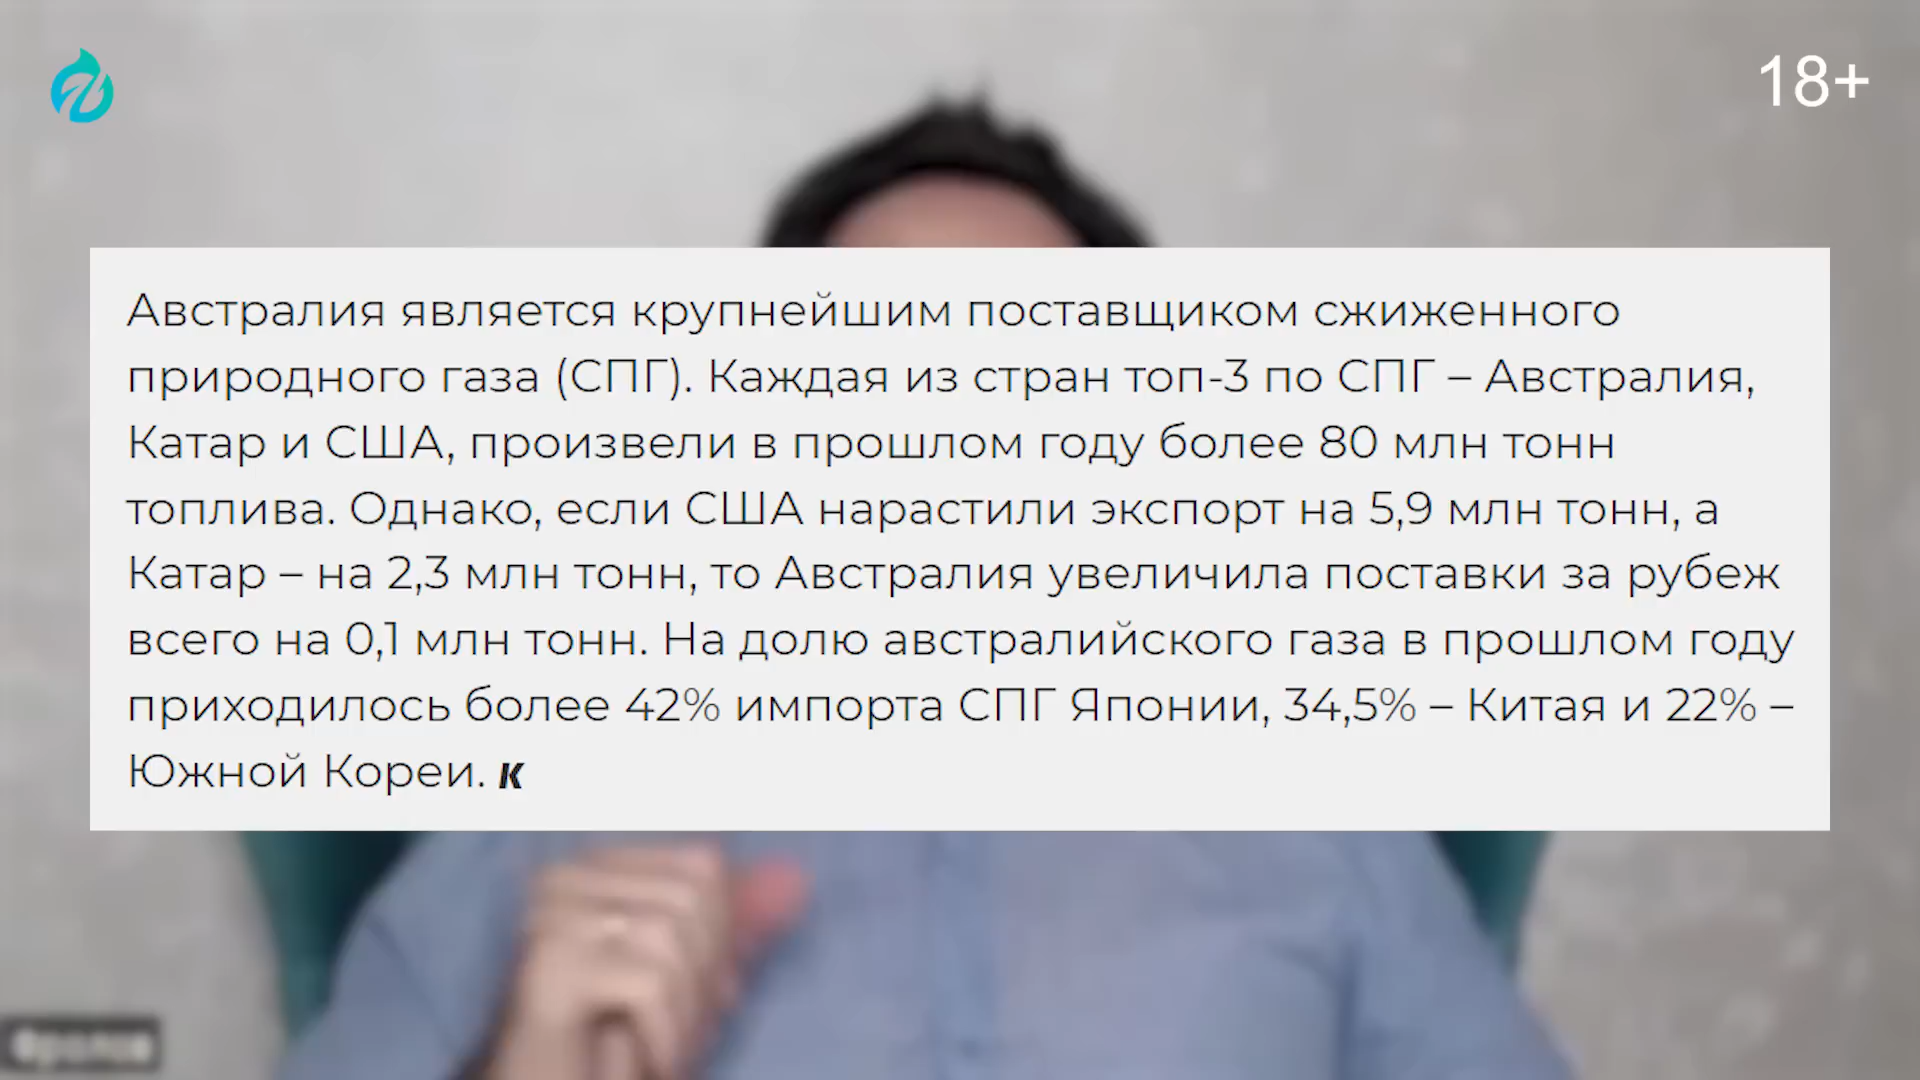 18+
Австралия является крупнейшим поставщиком сжиженного
природного газа (СПГ). Каждая из стран топ-3 по СПГ – Австралия,
Катар и США, произвели в прошлом году более 80 млн тонн
топлива. Однако, если США нарастили экспорт на 5,9 млн тонн, а
Катар – на 2,3 млн тонн, то Австралия увеличила поставки за рубеж
всего на 0,1 млн тонн. На долю австралийского газа в прошлом году
приходилось более 42% импорта СПГ Японии, 34,5% – Китая и 22% –
Южной Кореи. К